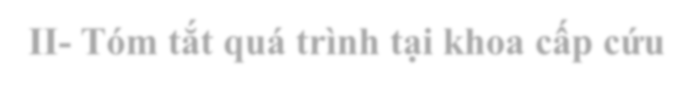 II- Tóm tắt quá trình tại khoa cấp cứu